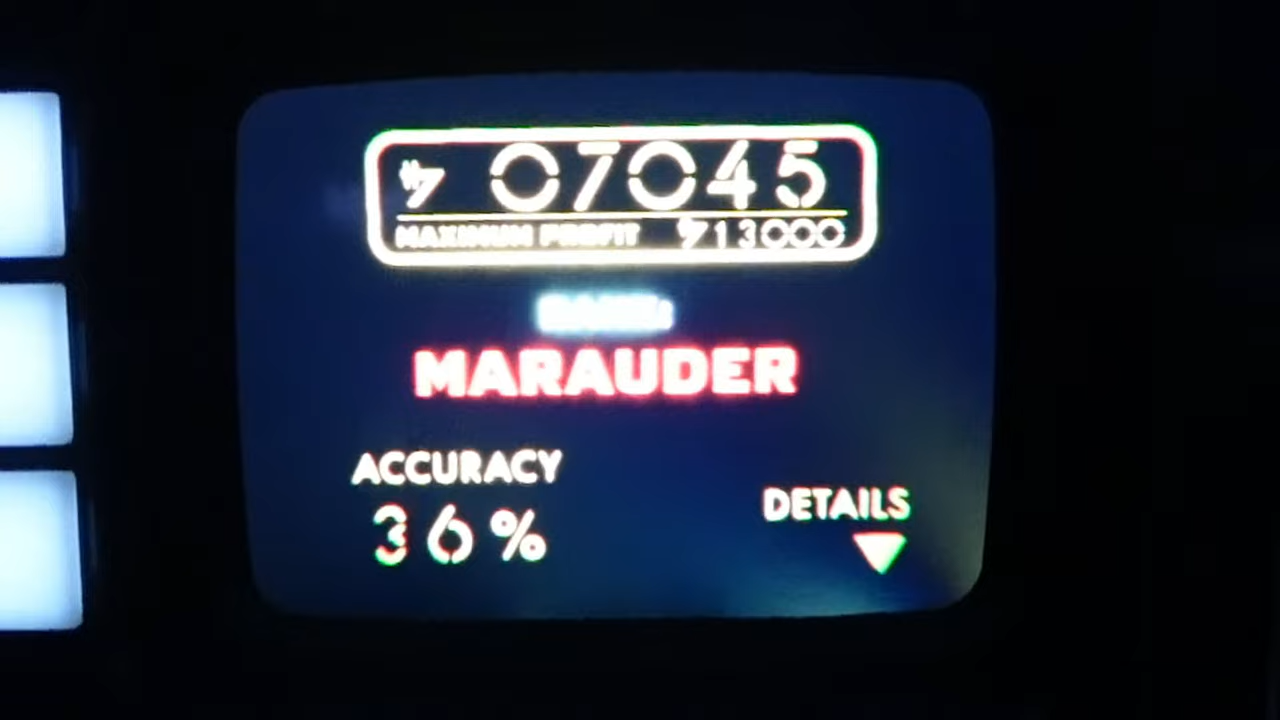 07045
MAXIMUM PROFIT 13000
MARAUDER
ACCURACY
36%
DETAILS